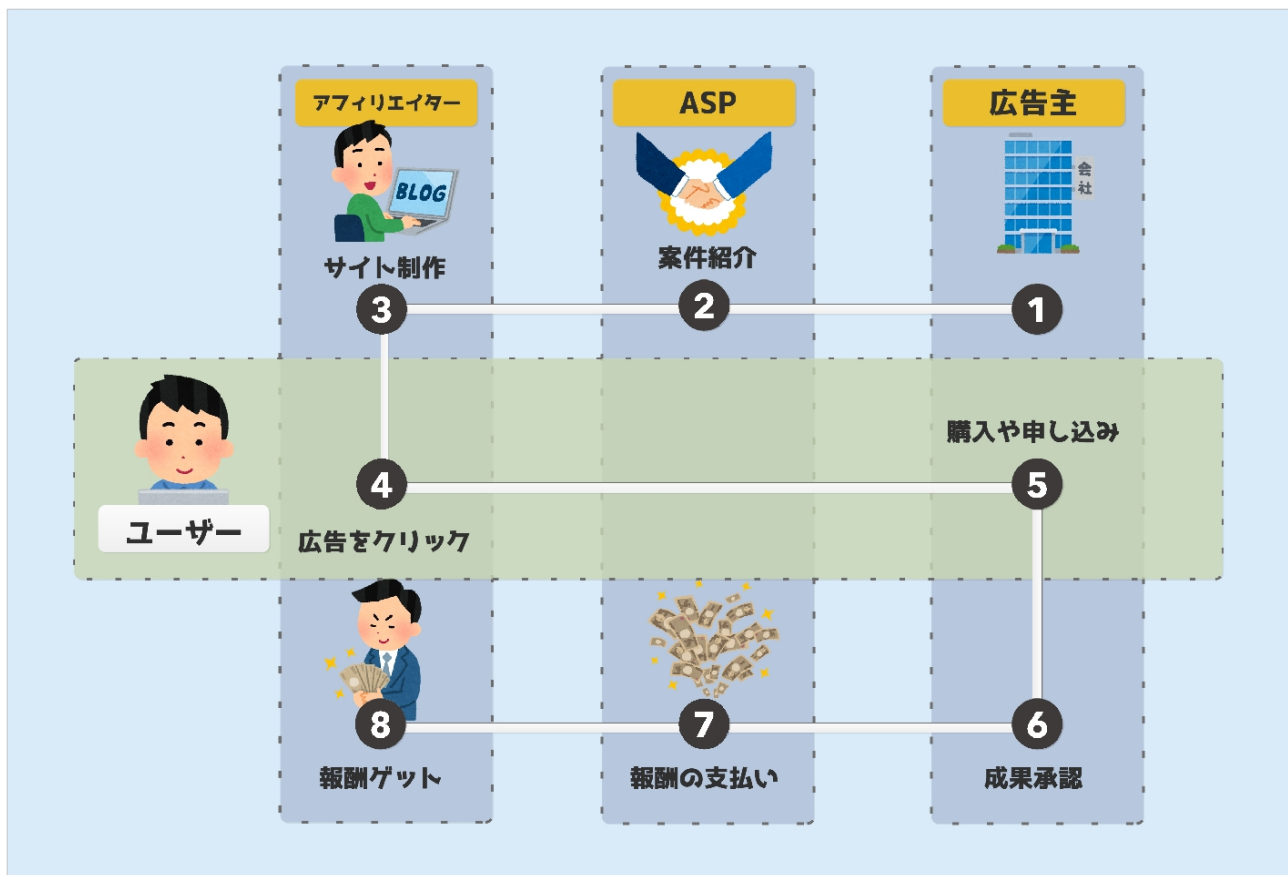 アフィリエイター
ASP
広告主
BLOG
会社
サイト制作
案件紹介
3
2
1
購入や申し込み
4
5
ユーザー
広告をクリック
8
7
6
報酬ゲット
報酬の支払い
成果承認